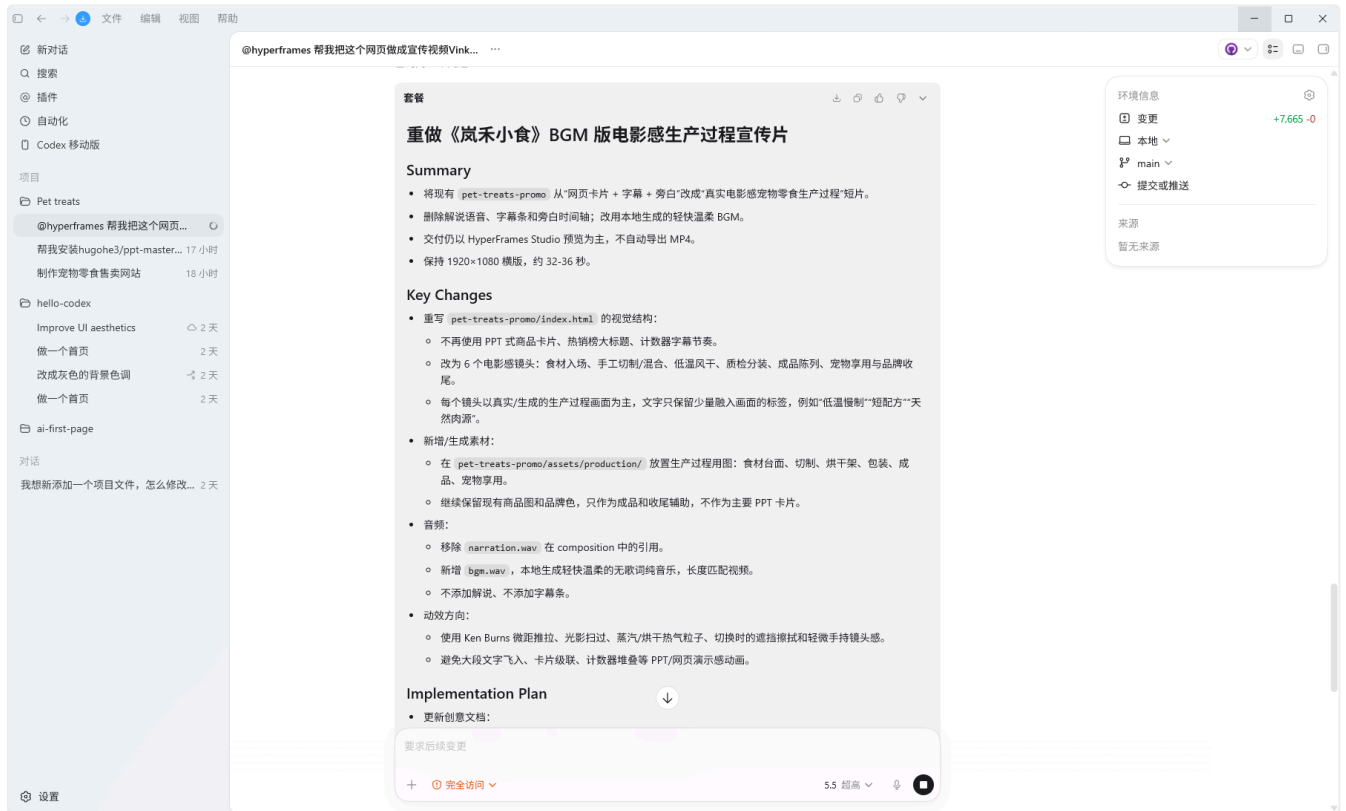 文件 编辑 视图 帮助
新对话
搜索
插件
自动化
Codex 移动版
项目
Pet treats
@hyperframes 帮我把这个网页...
帮我安装hugohe3/ppt-master... 17 小时
制作宠物零食售卖网站 18 小时
hello-codex
Improve UI aesthetics 2 天
做一个首页 2 天
改成灰色的背景色调 2 天
做一个首页 2 天
ai-first-page
对话
我想新添加一个项目文件，怎么修改... 2 天
设置
@hyperframes 帮我把这个网页做成宣传视频Vink... ···
套餐
重做《岚禾小食》BGM 版电影感生产过程宣传片
Summary
• 将现有 pet-treats-promo 从“网页卡片 + 字幕 + 旁白”改成“真实电影感宠物零食生产过程”短片。
• 删除解说语音、字幕条和旁白时间轴；改用本地生成的轻快温柔 BGM。
• 交付仍以 HyperFrames Studio 预览为主，不自动导出 MP4。
• 保持 1920×1080 横版，约 32-36 秒。
Key Changes
• 重写 pet-treats-promo/index.html 的视觉结构：
不再使用 PPT 式商品卡片、热销榜大标题、计数器字幕节奏。
改为 6 个电影感镜头：食材入场、手工切制/混合、低温风干、质检分装、成品陈列、宠物享用与品牌收
尾。
每个镜头以真实/生成的生产过程画面为主，文字只保留少量融入画面的标签，例如“低温慢制”“短配方”“天
然肉源”。
• 新增/生成素材：
在 pet-treats-promo/assets/production/ 放置生产过程用图：食材台面、切制、烘干架、包装、成
品、宠物享用。
继续保留现有商品图和品牌色，只作为成品和收尾辅助，不作为主要 PPT 卡片。
• 音频：
移除 narration.wav 在 composition 中的引用。
新增 bgm.wav ，本地生成轻快温柔的无歌词纯音乐，长度匹配视频。
不添加解说、不添加字幕条。
• 动效方向：
使用 Ken Burns 微距推拉、光影扫过、蒸汽/烘干热气粒子、切换时的遮挡擦拭和轻微手持镜头感。
避免大段文字飞入、卡片级联、计数器堆叠等 PPT/网页演示感动画。
Implementation Plan
• 更新创意文档：
要求后续变更
完全访问 5.5 超高
环境信息
变更 +7,665 -0
本地
main
提交或推送
来源
暂无来源